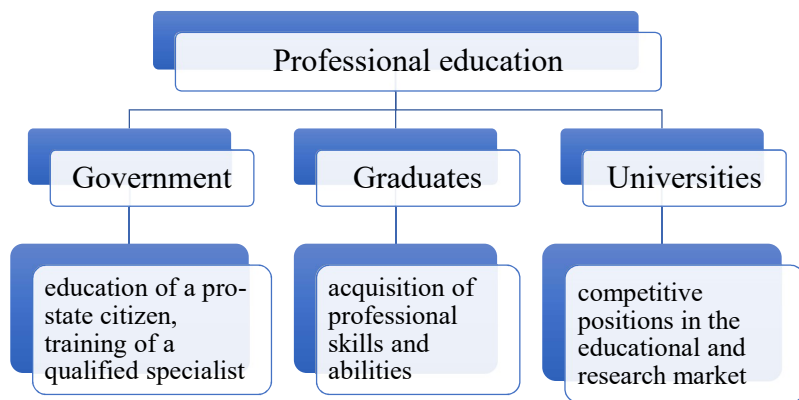 Professional education
Government
Graduates
Universities
education of a pro-
state citizen,
training of a
qualified specialist
acquisition of
professional
skills and
abilities
competitive
positions in the
educational and
research market